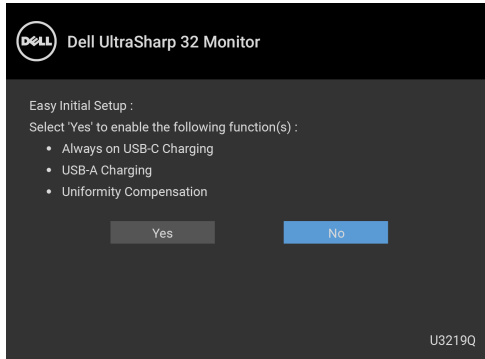 DELL
Dell UltraSharp 32 Monitor
Easy Initial Setup :
Select 'Yes' to enable the following function(s) :
• Always on USB-C Charging
• USB-A Charging
• Uniformity Compensation
Yes
No
U3219Q